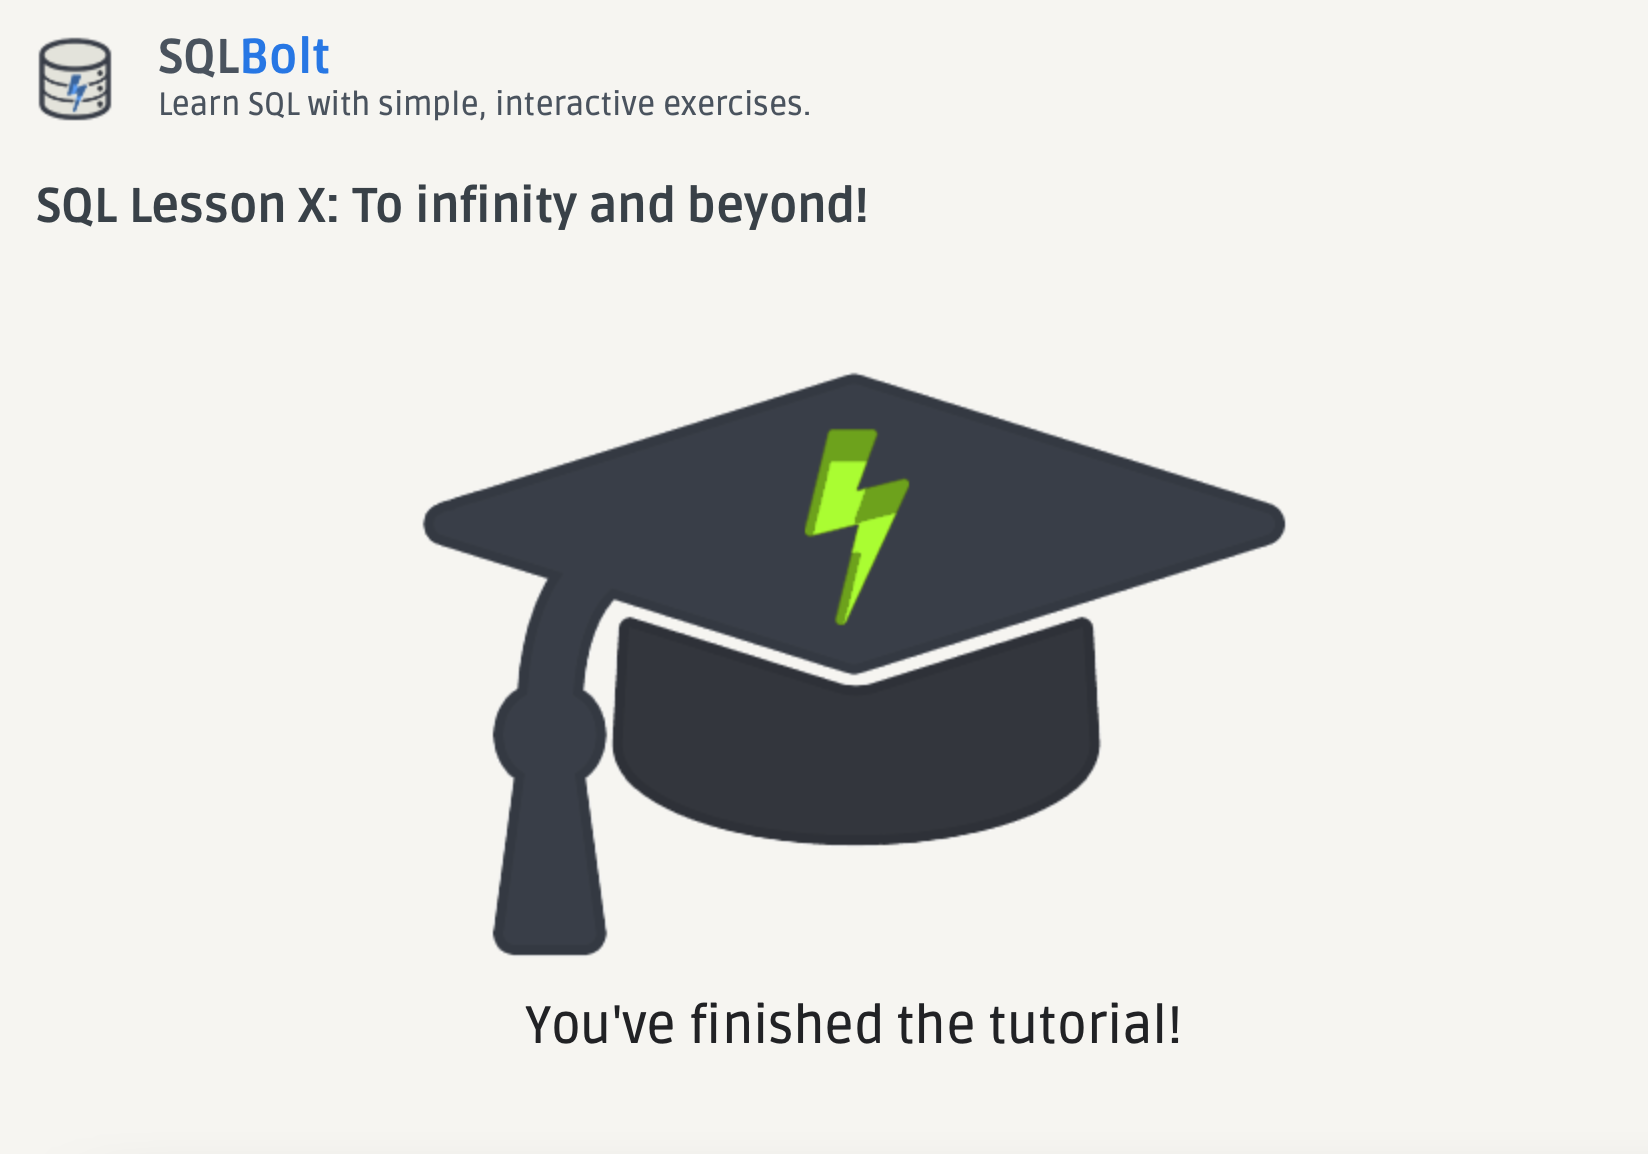 SQLBolt
Learn SQL with simple, interactive exercises.
SQL Lesson X: To infinity and beyond!
You've finished the tutorial!